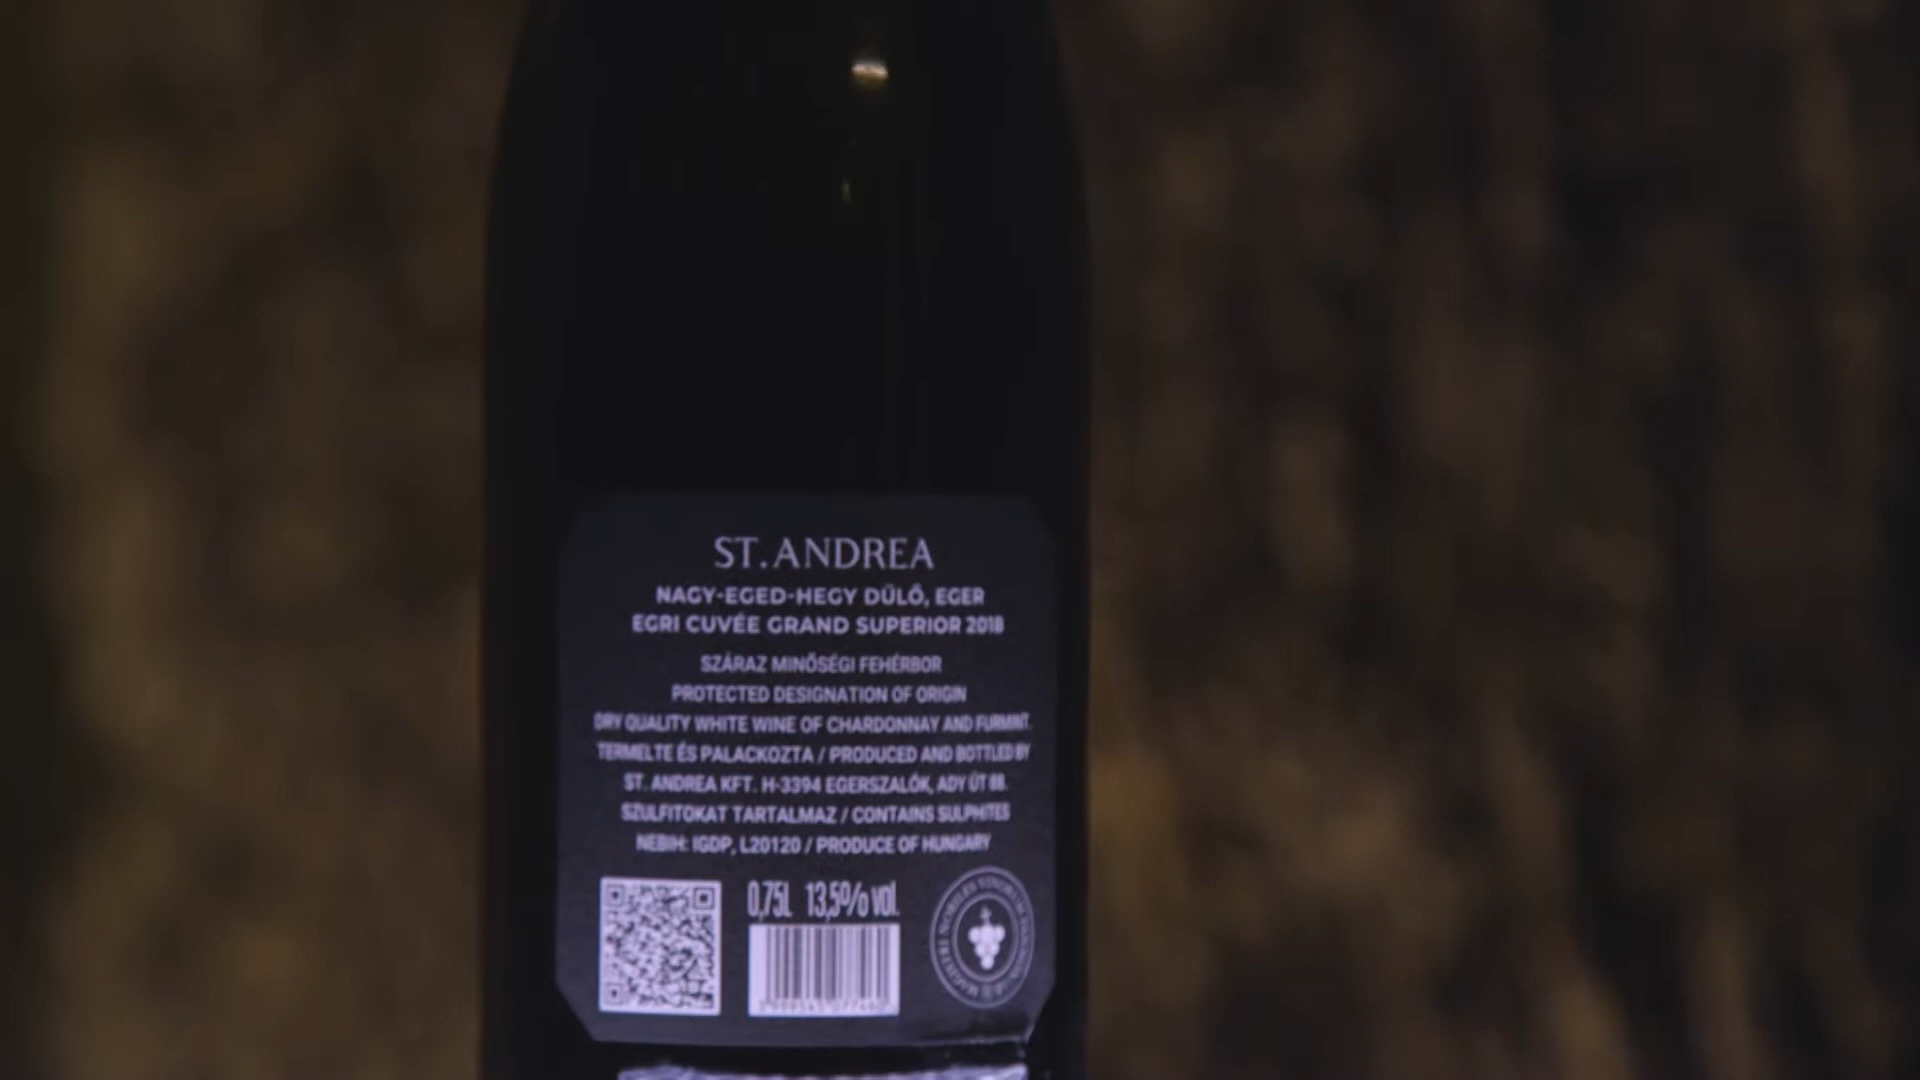 ST. ANDREA
NAGY-EGED-HEGY DŰLŐ, EGER
EGRI CUVÉE GRAND SUPERIOR 2018
SZÁRAZ MINŐSÉGI FEHÉRBOR
PROTECTED DESIGNATION OF ORIGIN
DRY QUALITY WHITE WINE OF CHARDONNAY AND FURMINT.
TERMELTE ÉS PALACKOZTA / PRODUCED AND BOTTLED BY
ST. ANDREA KFT. H-3394 EGERSZALÓK, ADY ÚT 88.
SZULFITOKAT TARTALMAZ / CONTAINS SULPHITES
NEBIH: IGDP, L20120 / PRODUCE OF HUNGARY
0,75L 13,5% vol.